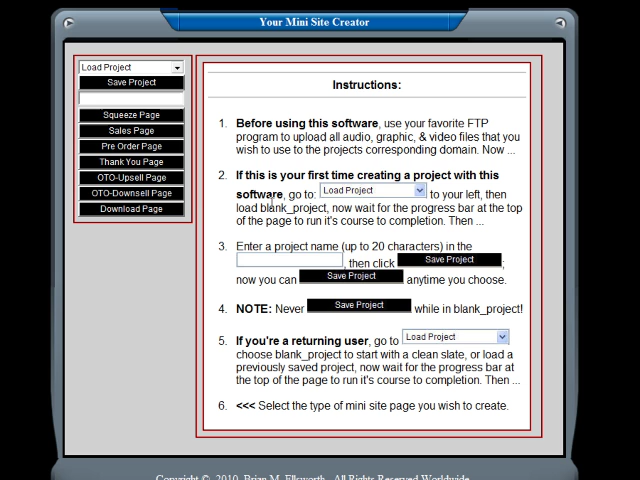 Your Mini Site Creator
Load Project
Save Project
Squeeze Page
Sales Page
Pre Order Page
Thank You Page
OTO-Upsell Page
OTO-Downsell Page
Download Page
Instructions:
1. Before using this software, use your favorite FTP
program to upload all audio, graphic, & video files that you
wish to use to the projects corresponding domain. Now ...
2. If this is your first time creating a project with this
software, go to: Load Project to your left, then
load blank_project, now wait for the progress bar at the top
of the page to run it's course to completion. Then ...
3. Enter a project name (up to 20 characters) in the
, then click Save Project ;
now you can Save Project anytime you choose.
4. NOTE: Never Save Project while in blank_project!
5. If you're a returning user, go to Load Project ,
choose blank_project to start with a clean slate, or load a
previously saved project, now wait for the progress bar at
the top of the page to run it's course to completion. Then ...
6. <<< Select the type of mini site page you wish to create.
Copyright © 2010 Brian M. Ellsworth All Rights Reserved Worldwide